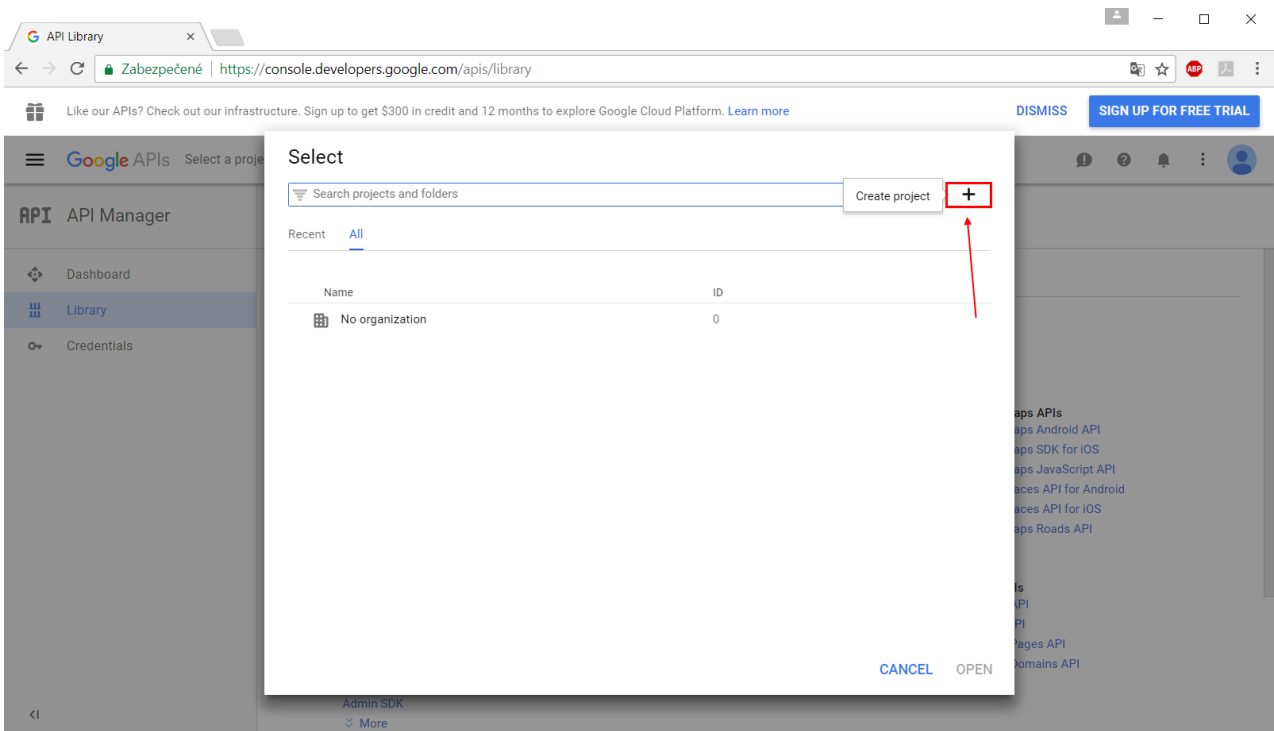 API Library
Zabezpečené | https://console.developers.google.com/apis/library
ABP
Like our APIs? Check out our infrastructure. Sign up to get $300 in credit and 12 months to explore Google Cloud Platform. Learn more
DISMISS
SIGN UP FOR FREE TRIAL
Google APIs
Select a proje
API API Manager
Dashboard
Library
Credentials
Select
Search projects and folders
Create project
Recent All
Name ID
No organization 0
CANCEL OPEN
aps APIs
aps Android API
aps SDK for iOS
aps JavaScript API
aces API for Android
aces API for iOS
aps Roads API
ls
API
PI
Pages API
Domains API
Admin SDK
More